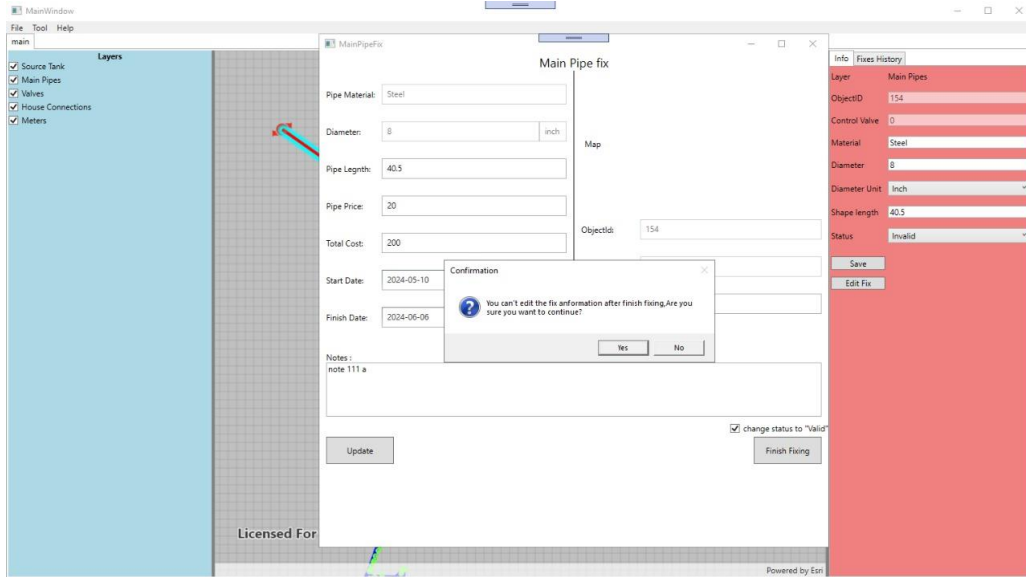 MainWindow
File Tool Help
main
Layers
Source Tank
Main Pipes
Valves
House Connections
Meters
MainPipeFix
Main Pipe fix
Pipe Material: Steel
Diameter: 8 inch
Map
Pipe Legnth: 40.5
Pipe Price: 20
ObjectId: 154
Total Cost: 200
Start Date: 2024-05-10
Finish Date: 2024-06-06
Confirmation
You can't edit the fix anformation after finish fixing,Are you
sure you want to continue?
Yes No
Notes :
note 111 a
change status to "Valid"
Update Finish Fixing
Licensed For
Powered by Esri
Info Fixes History
Layer Main Pipes
ObjectID 154
Control Valve 0
Material Steel
Diameter 8
Diameter Unit Inch
Shape length 40.5
Status Invalid
Save
Edit Fix